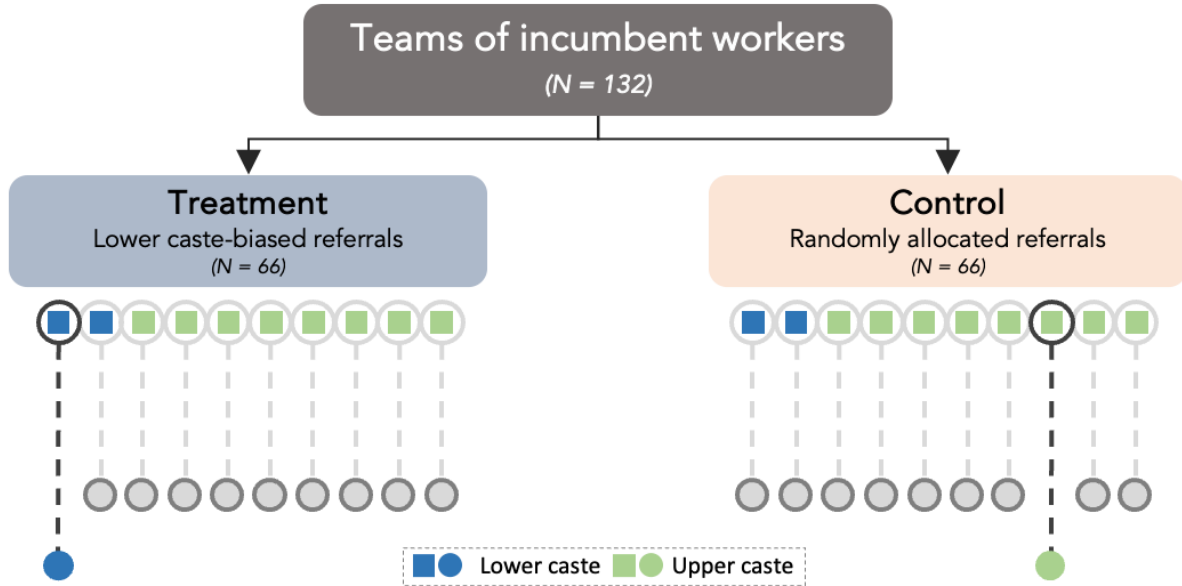 Teams of incumbent workers
(N = 132)
Treatment
Lower caste-biased referrals
(N = 66)
Control
Randomly allocated referrals
(N = 66)
Lower caste
Upper caste